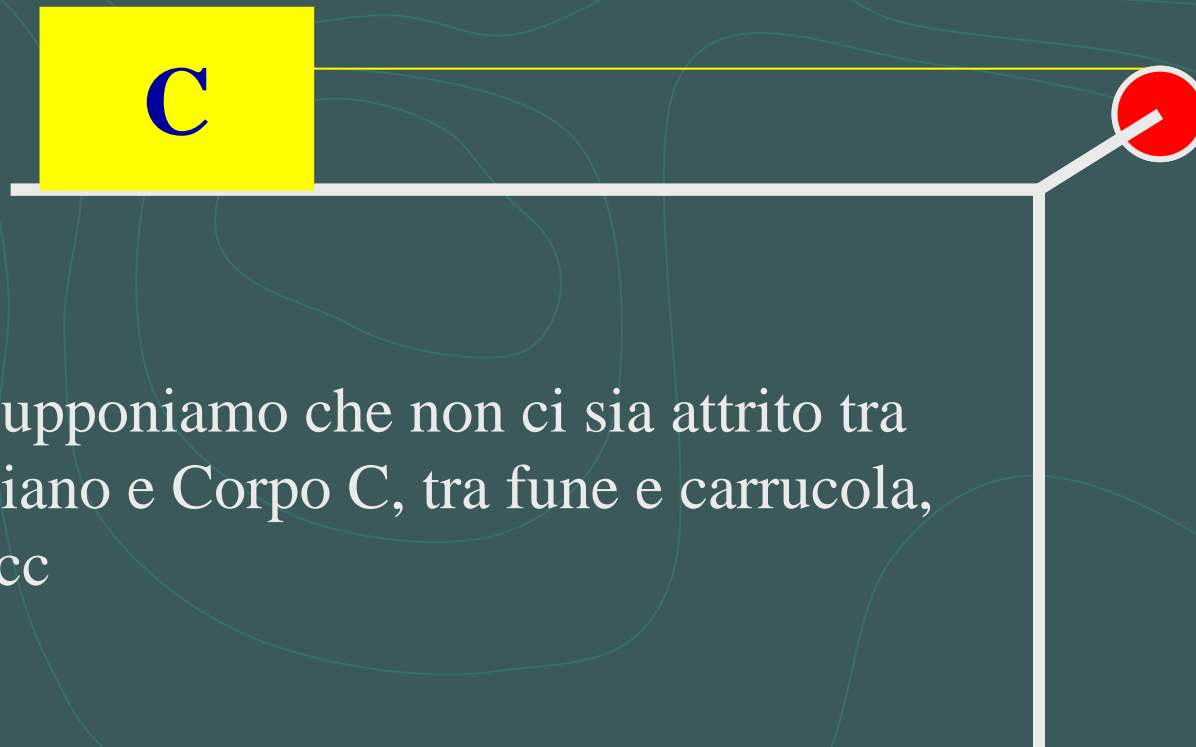 C
upponiamo che non ci sia attrito tra
iano e Corpo C, tra fune e carrucola,
cc